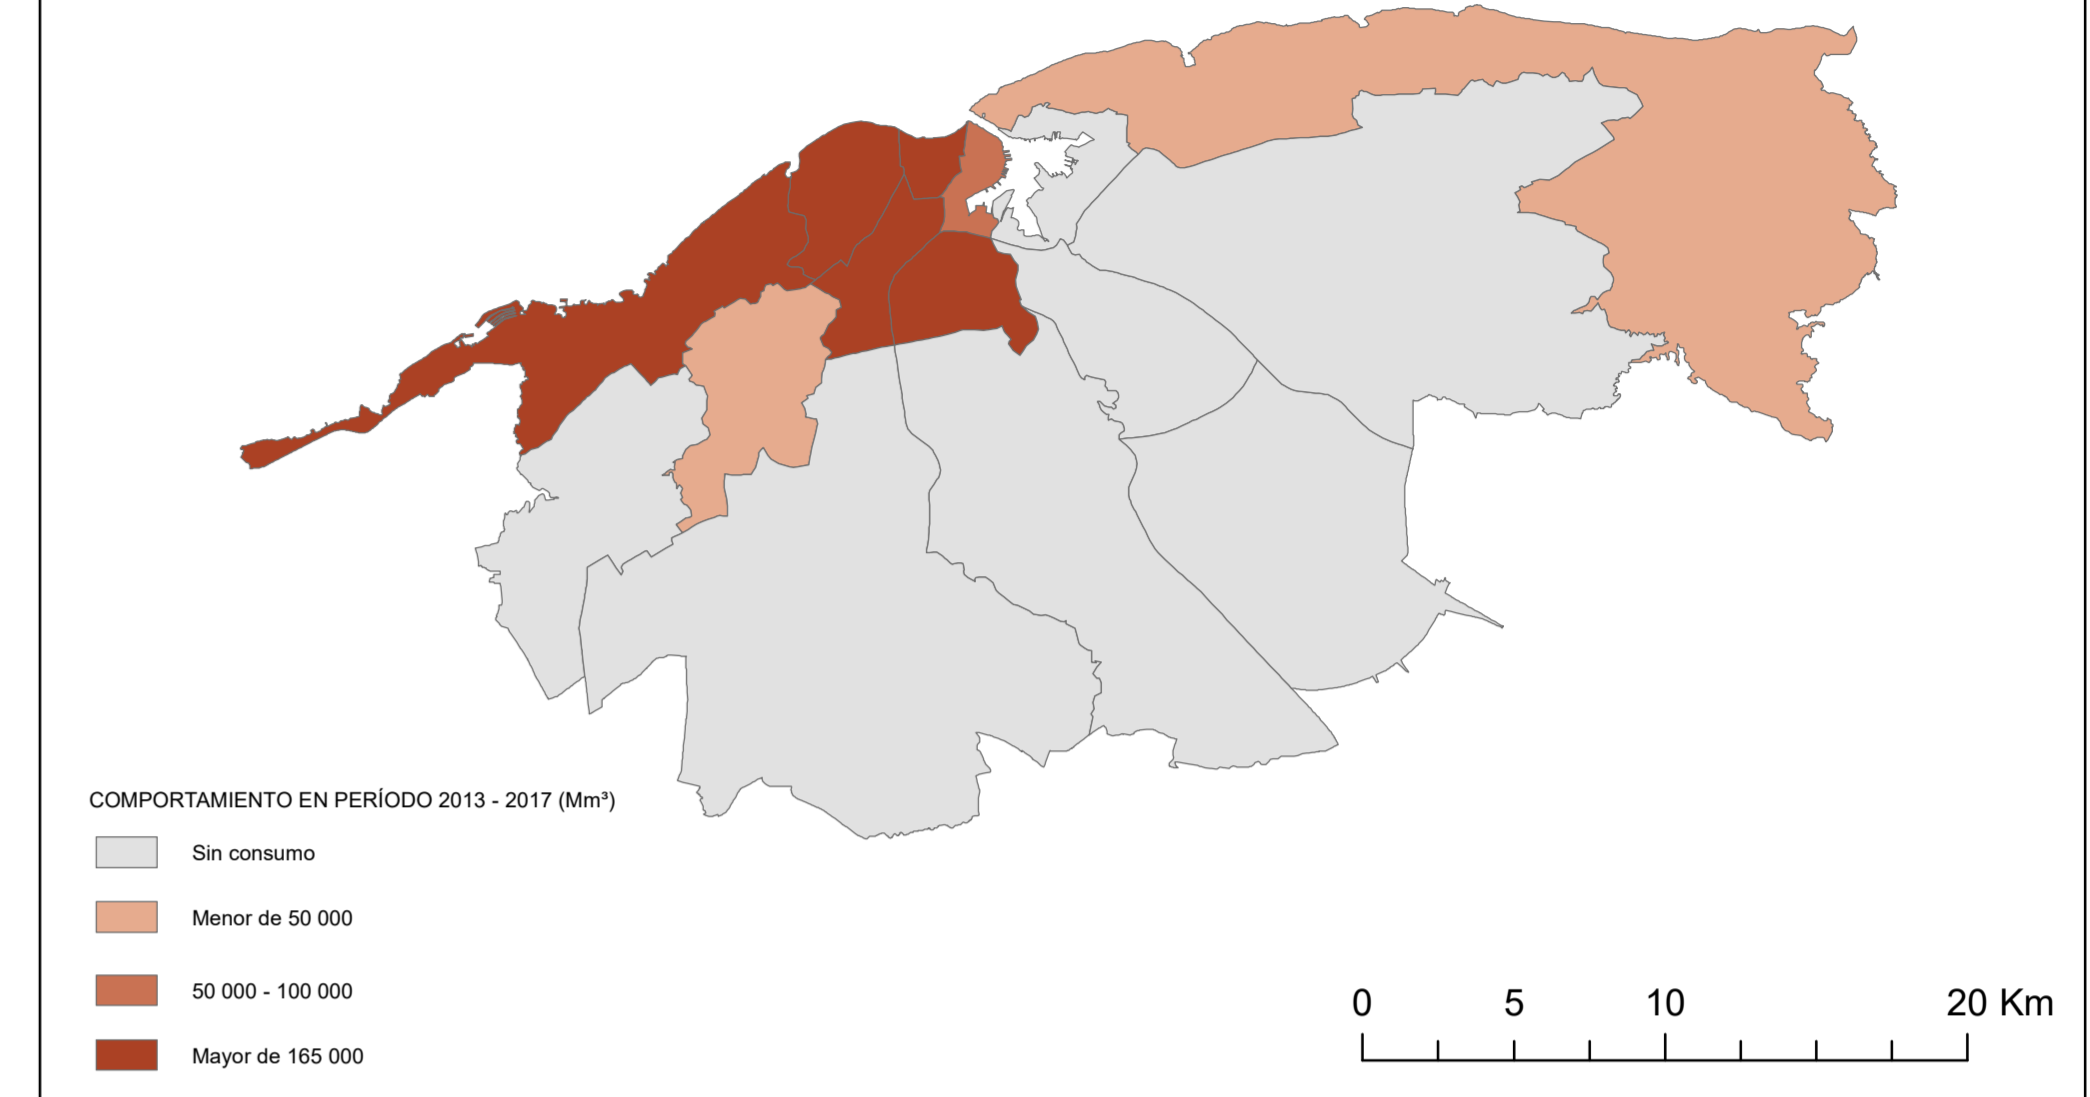 COMPORTAMIENTO EN PERÍODO 2013 - 2017 (Mm³)
Sin consumo
Menor de 50 000
50 000 - 100 000
Mayor de 165 000
0 5 10 20 Km